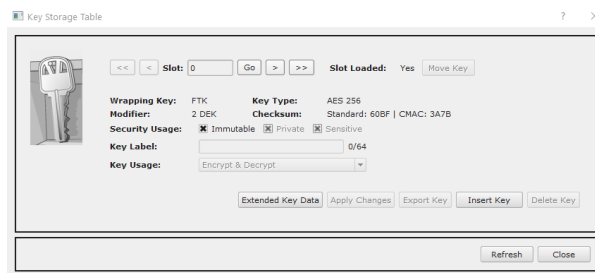 Key Storage Table ?
<< < Slot: 0 Go > >> Slot Loaded: Yes Move Key
Wrapping Key: FTK Key Type: AES 256
Modifier: 2 DEK Checksum: Standard: 60BF | CMAC: 3A7B
Security Usage: Immutable Private Sensitive
Key Label: 0/64
Key Usage: Encrypt & Decrypt
Extended Key Data Apply Changes Export Key Insert Key Delete Key
Refresh Close